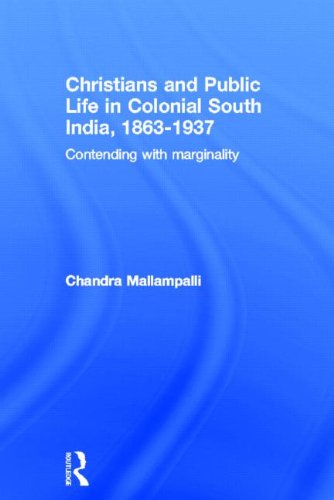 Christians and Public
Life in Colonial South
India, 1863-1937
Contending with marginality
Chandra Mallampalli
ROUTLEDGE